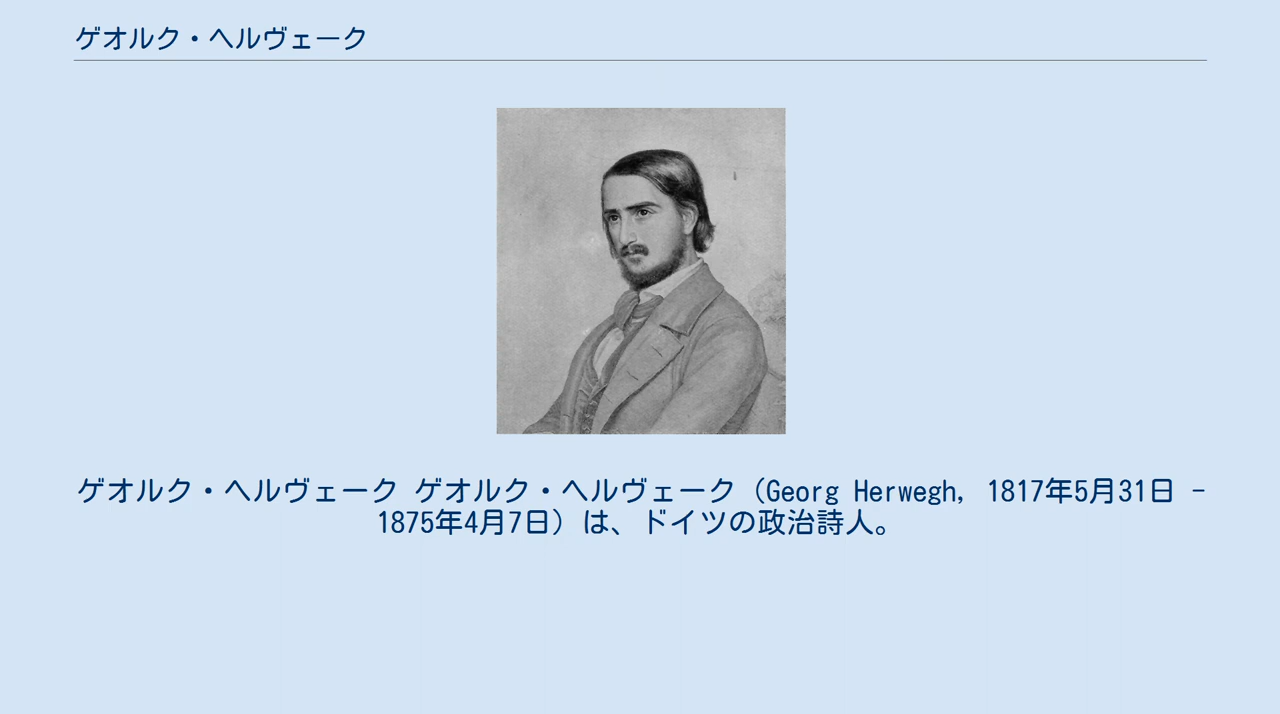 ゲオルク・ヘルヴェーク
ゲオルク・ヘルヴェーク ゲオルク・ヘルヴェーク（Georg Herwegh, 1817年5月31日 -
1875年4月7日）は、ドイツの政治詩人。